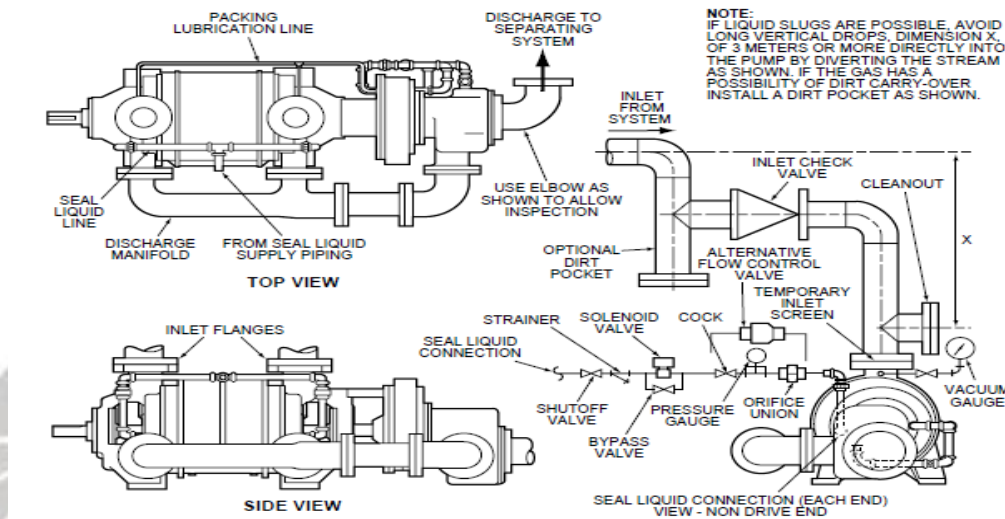 PACKING
LUBRICATION LINE
DISCHARGE TO
SEPARATING
SYSTEM
NOTE:
IF LIQUID SLUGS ARE POSSIBLE, AVOID
LONG VERTICAL DROPS, DIMENSION X,
OF 3 METERS OR MORE DIRECTLY INTO
THE PUMP BY DIVERTING THE STREAM
AS SHOWN. IF THE GAS HAS A
POSSIBILITY OF DIRT CARRY-OVER
INSTALL A DIRT POCKET AS SHOWN.
INLET
FROM
SYSTEM
INLET CHECK
VALVE
CLEANOUT
SEAL
LIQUID
LINE
USE ELBOW AS
SHOWN TO ALLOW
INSPECTION
X
DISCHARGE
MANIFOLD
FROM SEAL LIQUID
SUPPLY PIPING
OPTIONAL
DIRT
POCKET
ALTERNATIVE
FLOW CONTROL
VALVE
TOP VIEW
TEMPORARY
INLET
SCREEN
INLET FLANGES
STRAINER
SOLENOID
VALVE
COCK
SEAL LIQUID
CONNECTION
SHUTOFF
VALVE
BYPASS
VALVE
PRESSURE
GAUGE
ORIFICE
UNION
VACUUM
GAUGE
SIDE VIEW
SEAL LIQUID CONNECTION (EACH END)
VIEW - NON DRIVE END